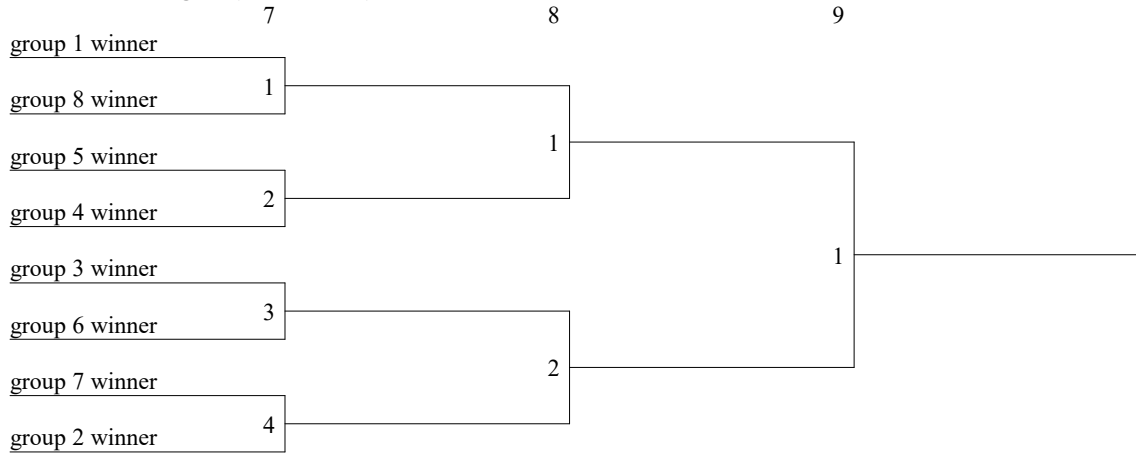 7 8 9
group 1 winner
1
group 8 winner
1
group 5 winner
2
group 4 winner
1
group 3 winner
3
group 6 winner
2
group 7 winner
4
group 2 winner